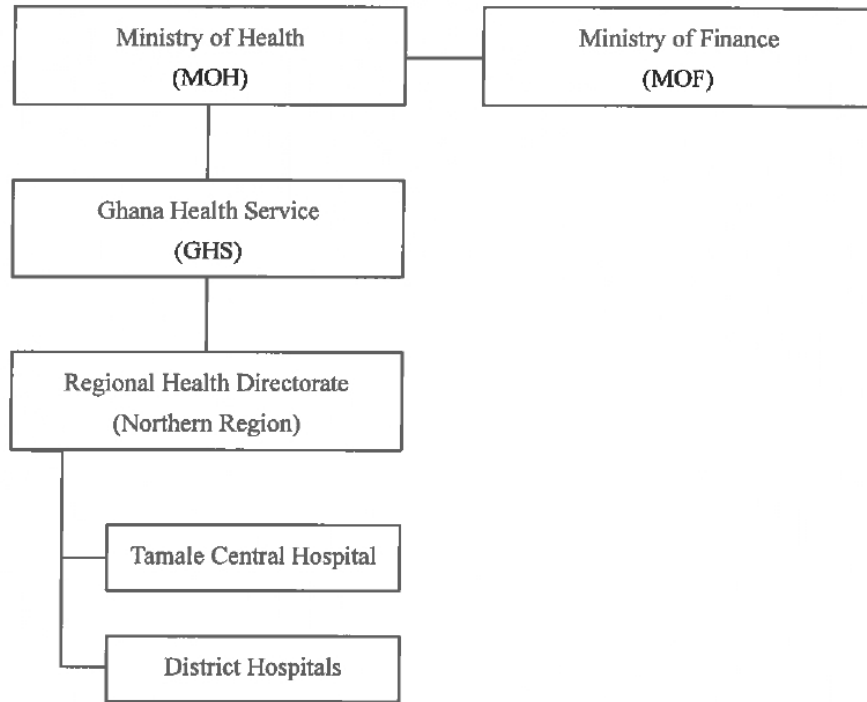 Ministry of Health
(MOH)
Ministry of Finance
(MOF)
Ghana Health Service
(GHS)
Regional Health Directorate
(Northern Region)
Tamale Central Hospital
District Hospitals